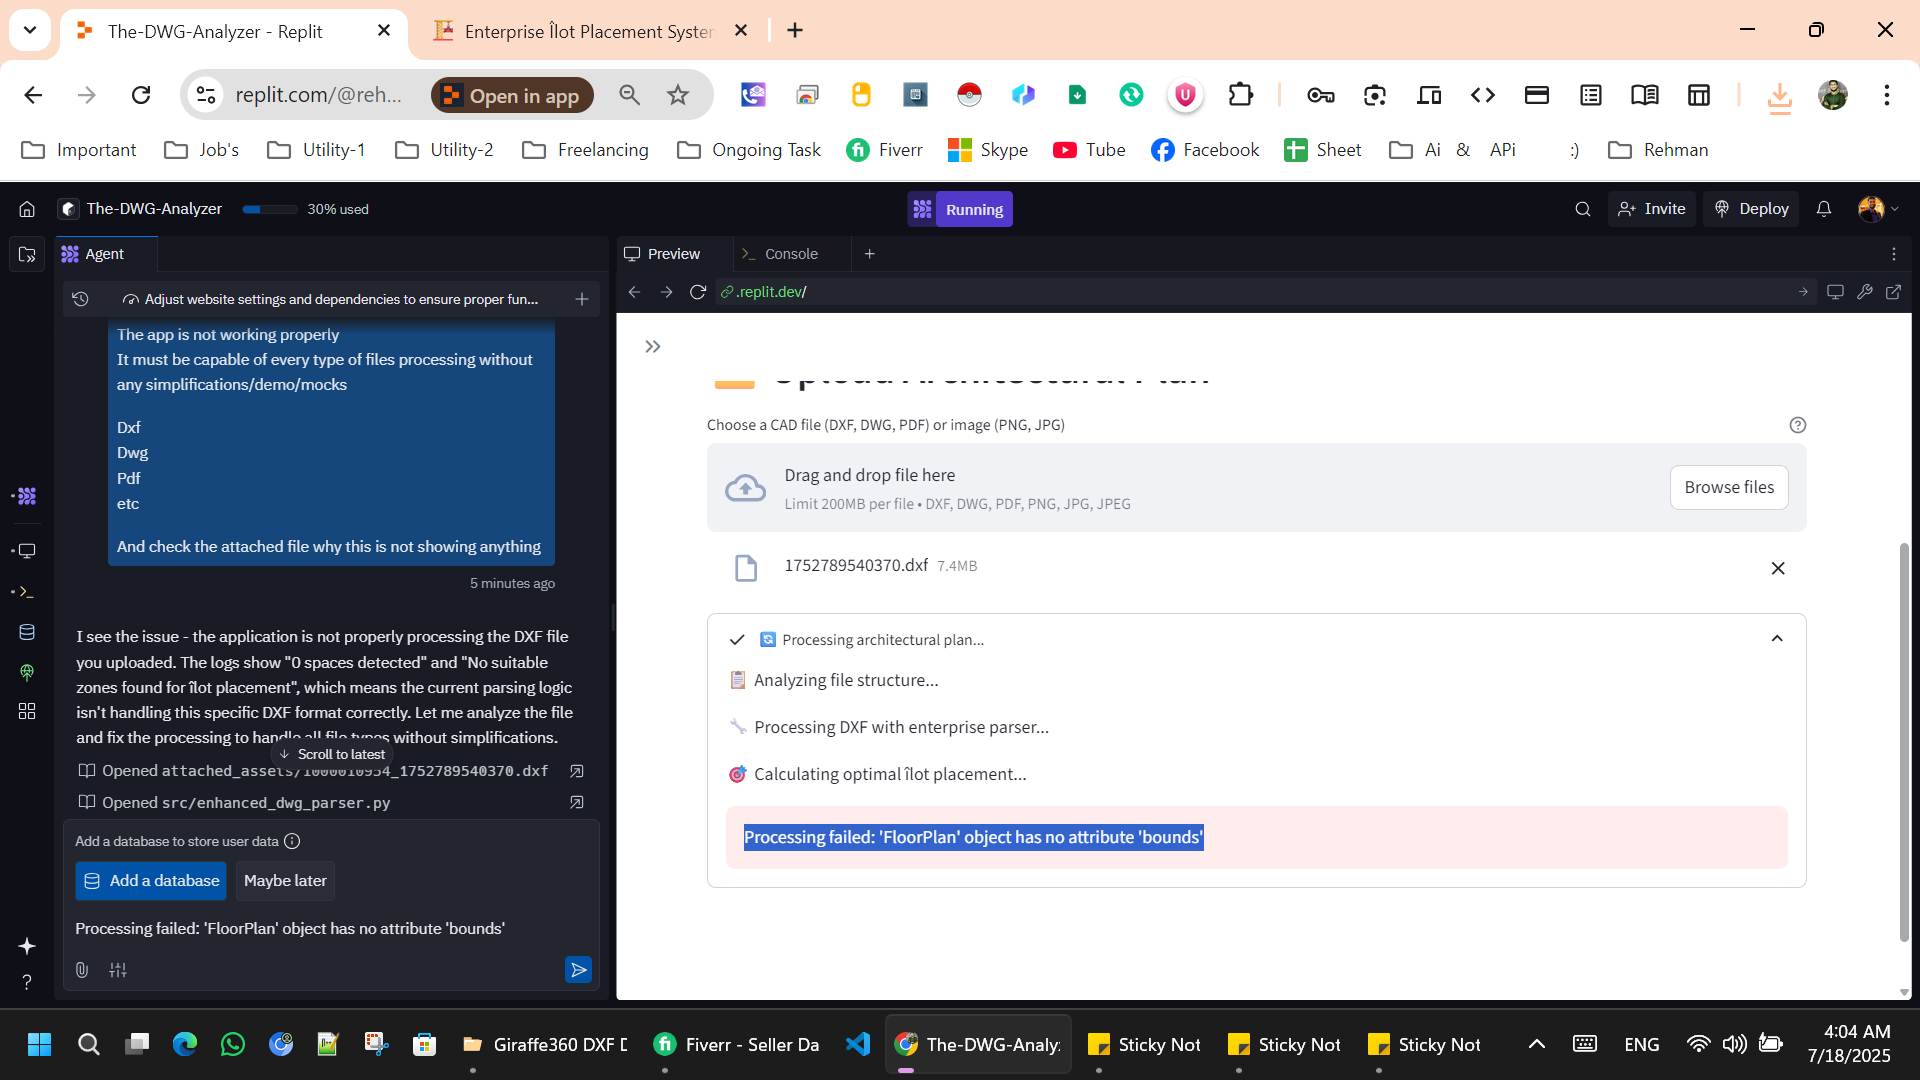 The-DWG-Analyzer - Replit
Enterprise Îlot Placement System
replit.com/@reh...
Open in app
Important
Job's
Utility-1
Utility-2
Freelancing
Ongoing Task
Fiverr
Skype
Tube
Facebook
Sheet
Ai & APi :)
Rehman
The-DWG-Analyzer
30% used
Running
Invite
Deploy
Agent
Preview
Console
Adjust website settings and dependencies to ensure proper fun...
.replit.dev/
The app is not working properly
It must be capable of every type of files processing without
any simplifications/demo/mocks
Dxf
Dwg
Pdf
etc
And check the attached file why this is not showing anything
5 minutes ago
I see the issue - the application is not properly processing the DXF file
you uploaded. The logs show "0 spaces detected" and "No suitable
zones found for îlot placement", which means the current parsing logic
isn't handling this specific DXF format correctly. Let me analyze the file
and fix the processing to handle all file types without simplifications.
Scroll to latest
Opened attached_assets/1000010954_1752789540370.dxf
Opened src/enhanced_dwg_parser.py
Add a database to store user data
Add a database
Maybe later
Processing failed: 'FloorPlan' object has no attribute 'bounds'
Upload Architectural Plan
Choose a CAD file (DXF, DWG, PDF) or image (PNG, JPG)
Drag and drop file here
Limit 200MB per file • DXF, DWG, PDF, PNG, JPG, JPEG
Browse files
1752789540370.dxf 7.4MB
Processing architectural plan...
Analyzing file structure...
Processing DXF with enterprise parser...
Calculating optimal îlot placement...
Processing failed: 'FloorPlan' object has no attribute 'bounds'
Giraffe360 DXF D
Fiverr - Seller Da
The-DWG-Analyz
Sticky Not
Sticky Not
Sticky Not
ENG
4:04 AM
7/18/2025